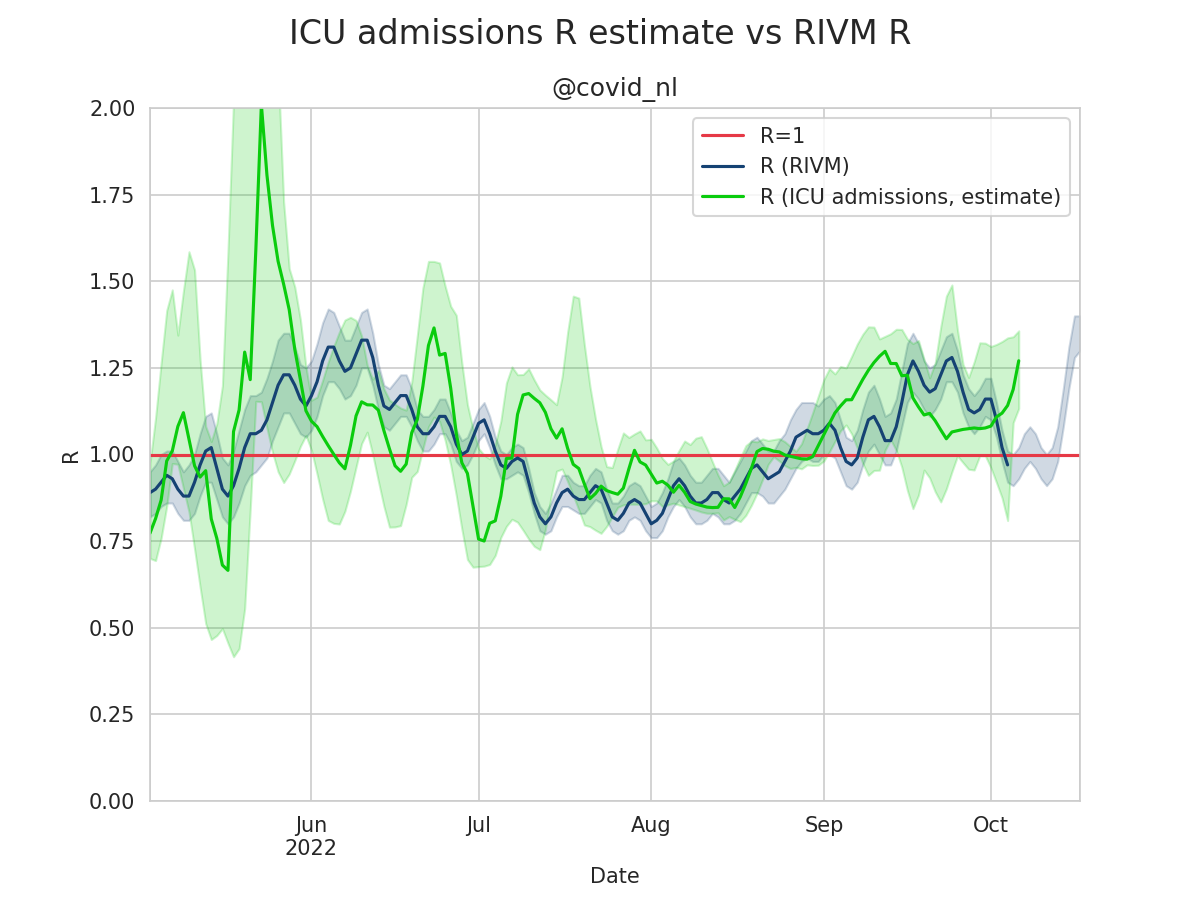 ICU admissions R estimate vs RIVM R
@covid_nl
R=1
R (RIVM)
R (ICU admissions, estimate)
2.00
1.75
1.50
1.25
1.00
0.75
0.50
0.25
0.00
R
Jun Jul Aug Sep Oct
2022
Date